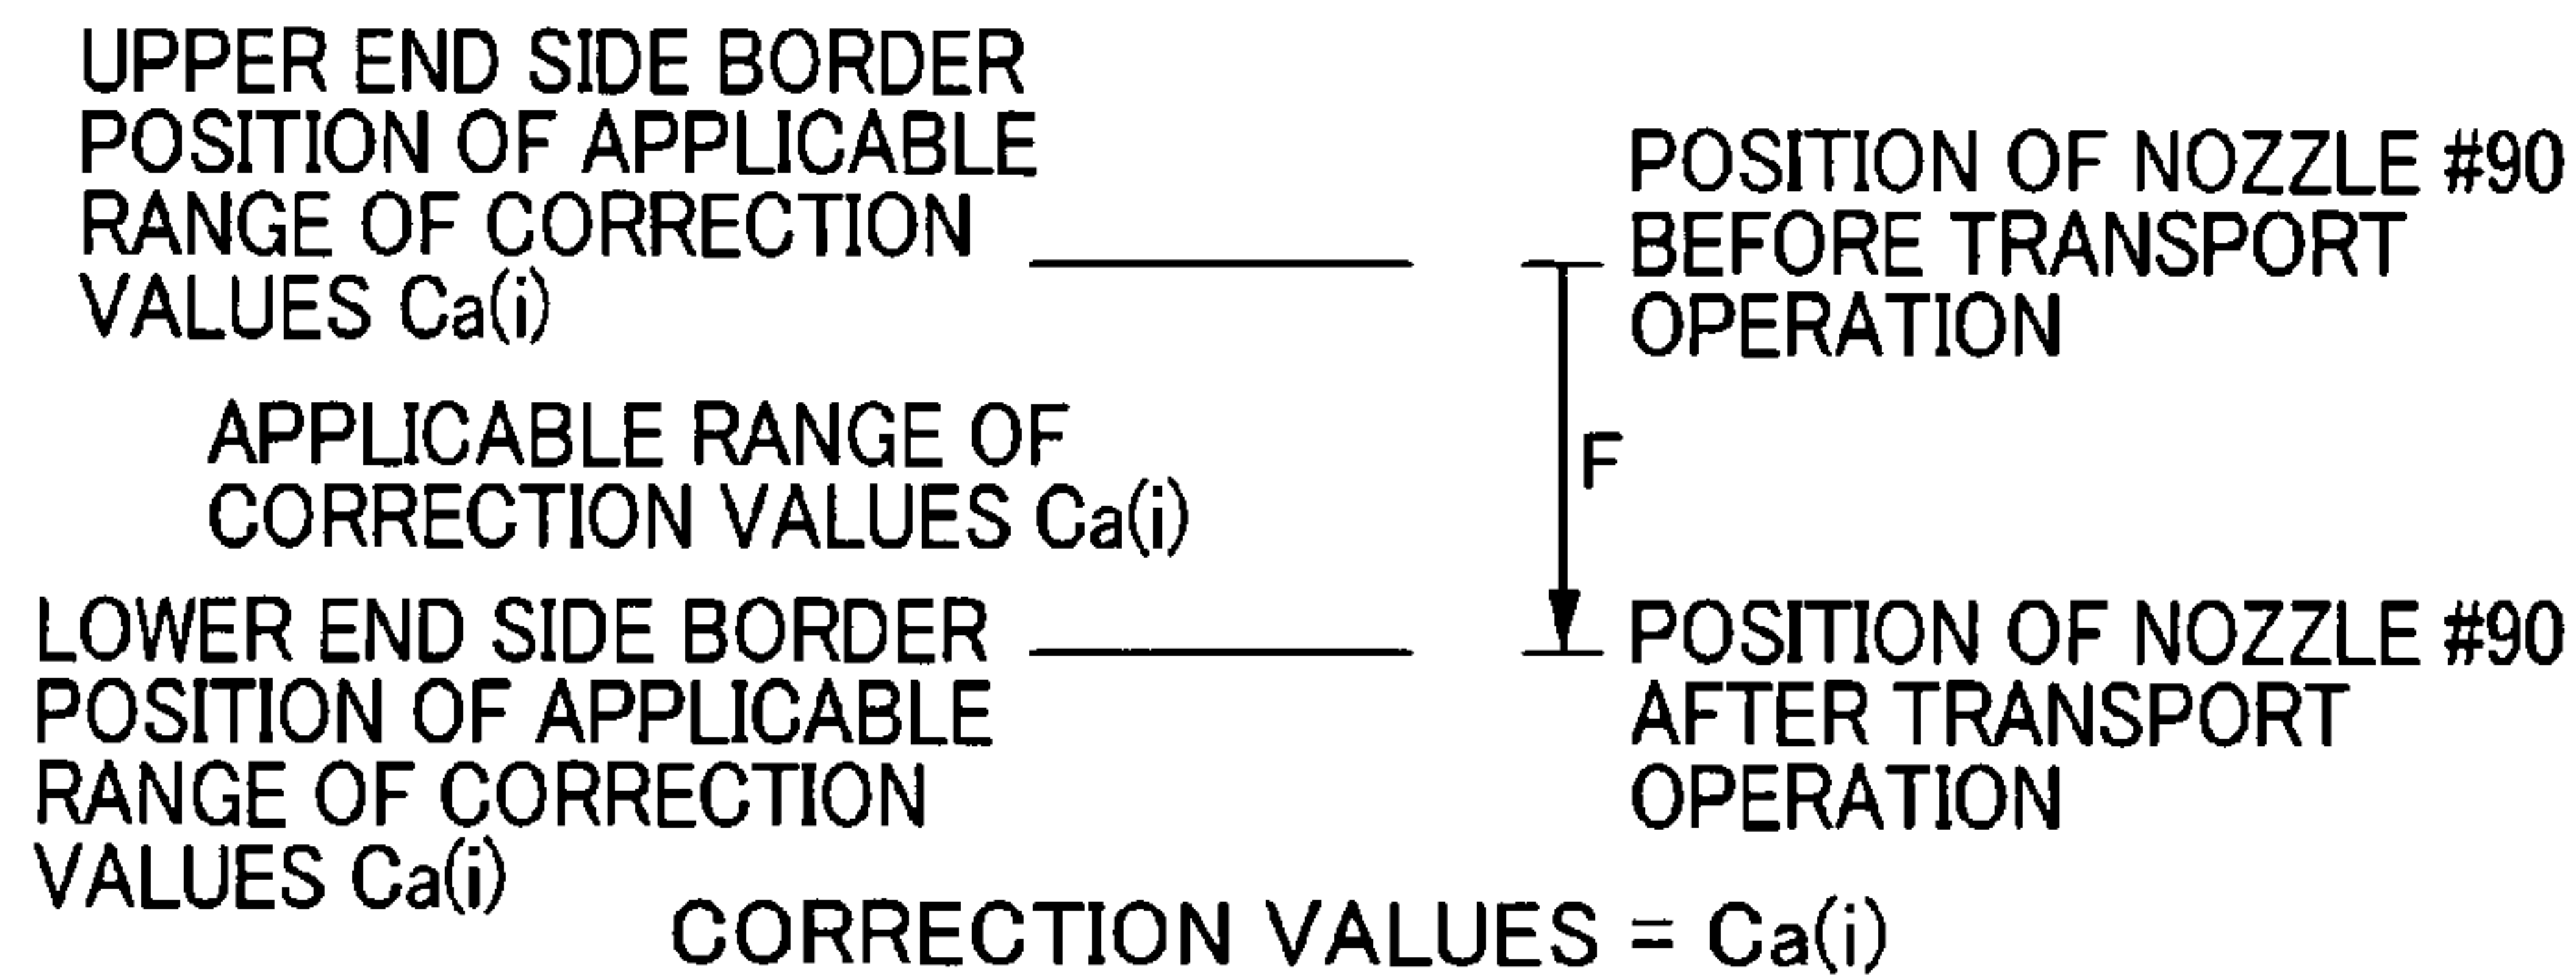 UPPER END SIDE BORDER
POSITION OF APPLICABLE
RANGE OF CORRECTION
VALUES Ca(i)
POSITION OF NOZZLE #90
BEFORE TRANSPORT
OPERATION
APPLICABLE RANGE OF
CORRECTION VALUES Ca(i)
F
LOWER END SIDE BORDER
POSITION OF APPLICABLE
RANGE OF CORRECTION
VALUES Ca(i)
POSITION OF NOZZLE #90
AFTER TRANSPORT
OPERATION
CORRECTION VALUES = Ca(i)